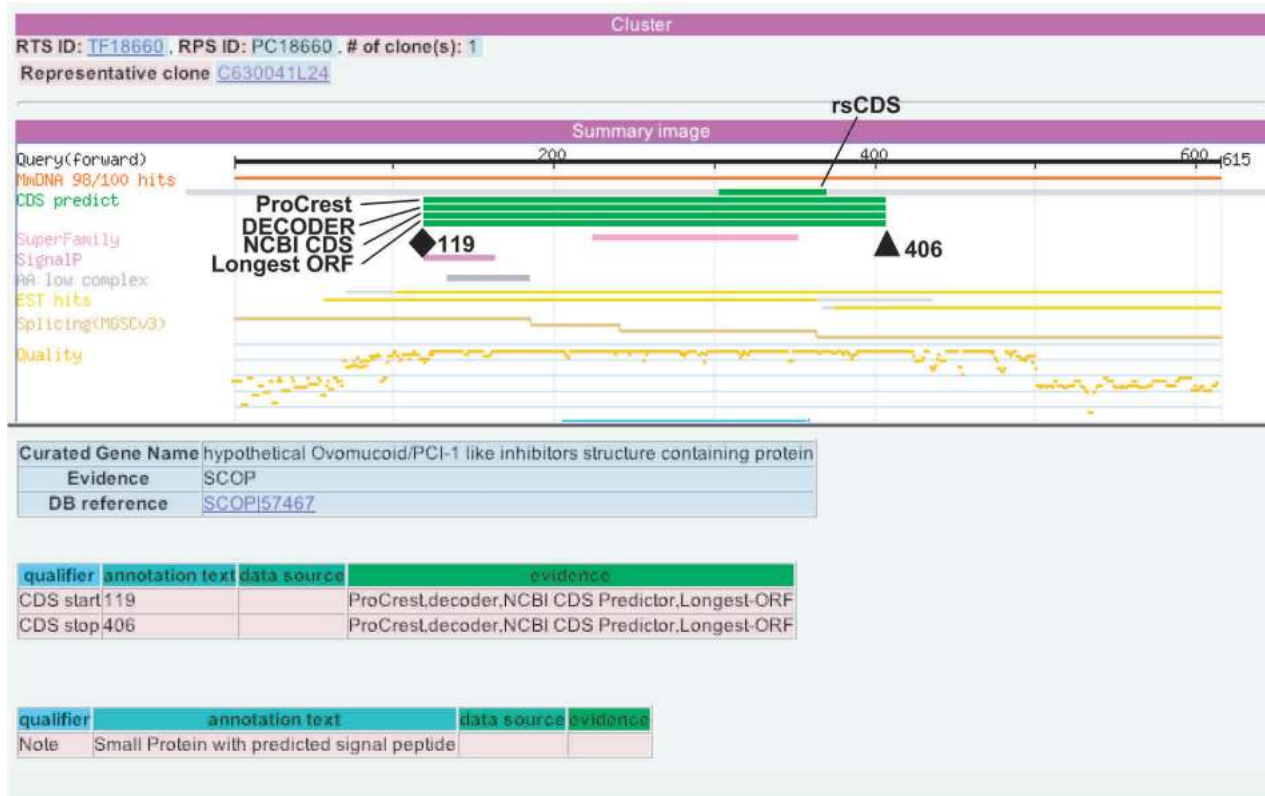 Cluster
RTS ID: TF18660 , RPS ID: PC18660 , # of clone(s): 1
Representative clone C630041L24
rsCDS
Summary image
Query(forward) 200 400 600 615
MmDNA 98/100 hits
CDS predict
ProCrest
DECODER
NCBI CDS
Longest ORF
119
406
SuperFamily
SignalP
AA low complex
EST hits
Splicing(MGSCv3)
Quality
Curated Gene Name hypothetical Ovomucoid/PCI-1 like inhibitors structure containing protein
Evidence SCOP
DB reference SCOP|57467
qualifier annotation text data source evidence
CDS start 119 ProCrest,decoder,NCBI CDS Predictor,Longest-ORF
CDS stop 406 ProCrest,decoder,NCBI CDS Predictor,Longest-ORF
qualifier annotation text data source evidence
Note Small Protein with predicted signal peptide